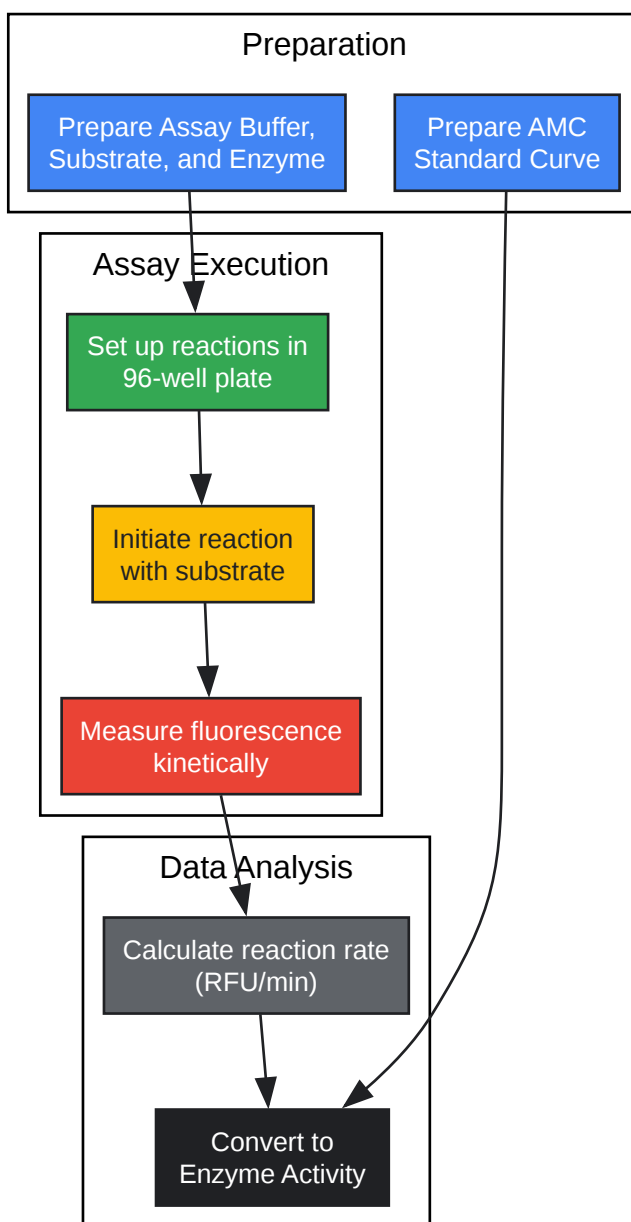 Preparation
Prepare Assay Buffer,
Substrate, and Enzyme
Prepare AMC
Standard Curve
Assay Execution
Set up reactions in
96-well plate
Initiate reaction
with substrate
Measure fluorescence
kinetically
Data Analysis
Calculate reaction rate
(RFU/min)
Convert to
Enzyme Activity